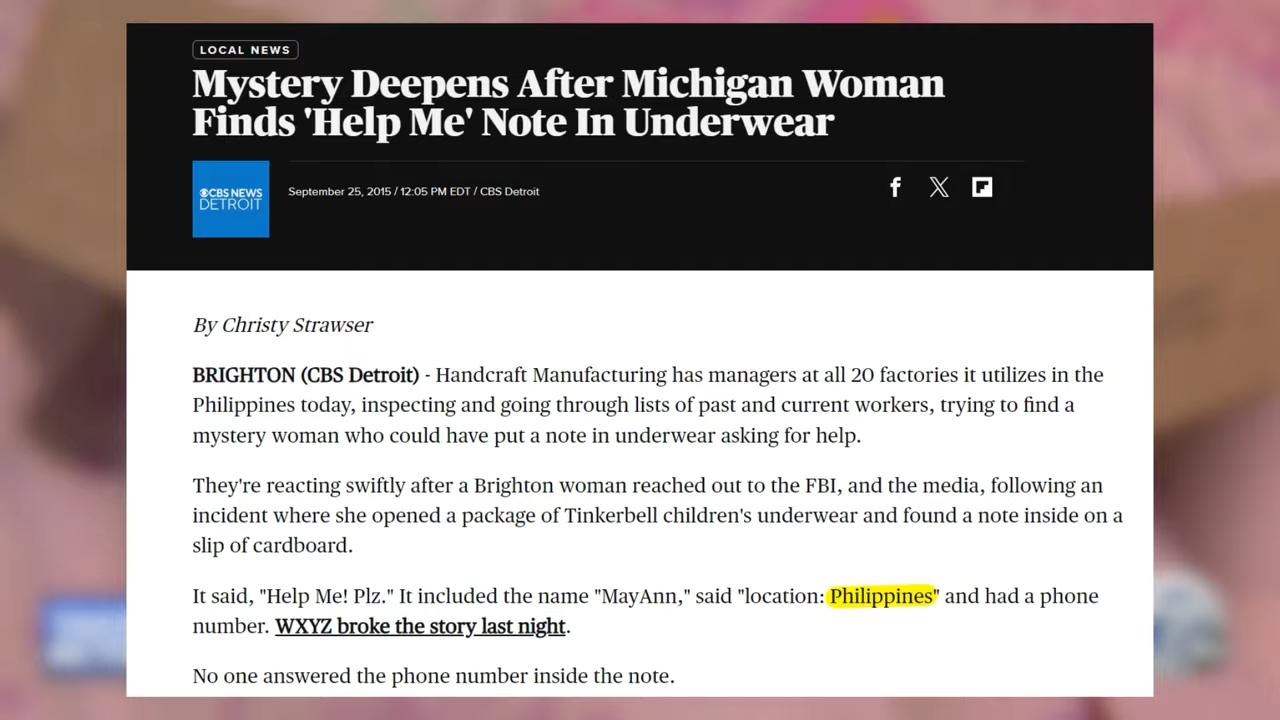 LOCAL NEWS
Mystery Deepens After Michigan Woman
Finds 'Help Me' Note In Underwear
CBS NEWS
DETROIT
September 25, 2015 / 12:05 PM EDT / CBS Detroit
By Christy Strawser
BRIGHTON (CBS Detroit) - Handcraft Manufacturing has managers at all 20 factories it utilizes in the
Philippines today, inspecting and going through lists of past and current workers, trying to find a
mystery woman who could have put a note in underwear asking for help.
They're reacting swiftly after a Brighton woman reached out to the FBI, and the media, following an
incident where she opened a package of Tinkerbell children's underwear and found a note inside on a
slip of cardboard.
It said, "Help Me! Plz." It included the name "MayAnn," said "location: Philippines" and had a phone
number. WXYZ broke the story last night.
No one answered the phone number inside the note.